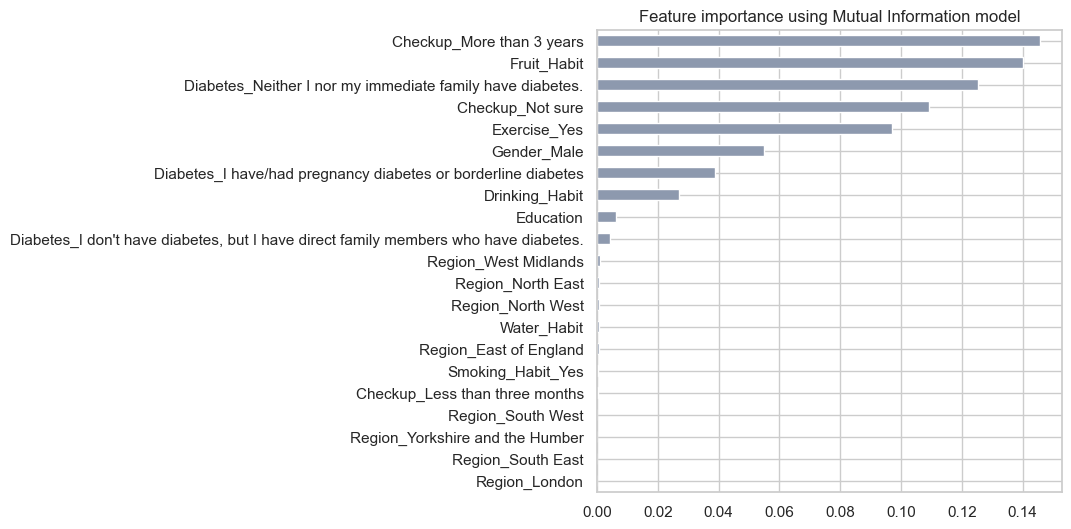 Feature importance using Mutual Information model
Checkup_More than 3 years
Fruit_Habit
Diabetes_Neither I nor my immediate family have diabetes.
Checkup_Not sure
Exercise_Yes
Gender_Male
Diabetes_I have/had pregnancy diabetes or borderline diabetes
Drinking_Habit
Education
Diabetes_I don't have diabetes, but I have direct family members who have diabetes.
Region_West Midlands
Region_North East
Region_North West
Water_Habit
Region_East of England
Smoking_Habit_Yes
Checkup_Less than three months
Region_South West
Region_Yorkshire and the Humber
Region_South East
Region_London
0.00 0.02 0.04 0.06 0.08 0.10 0.12 0.14